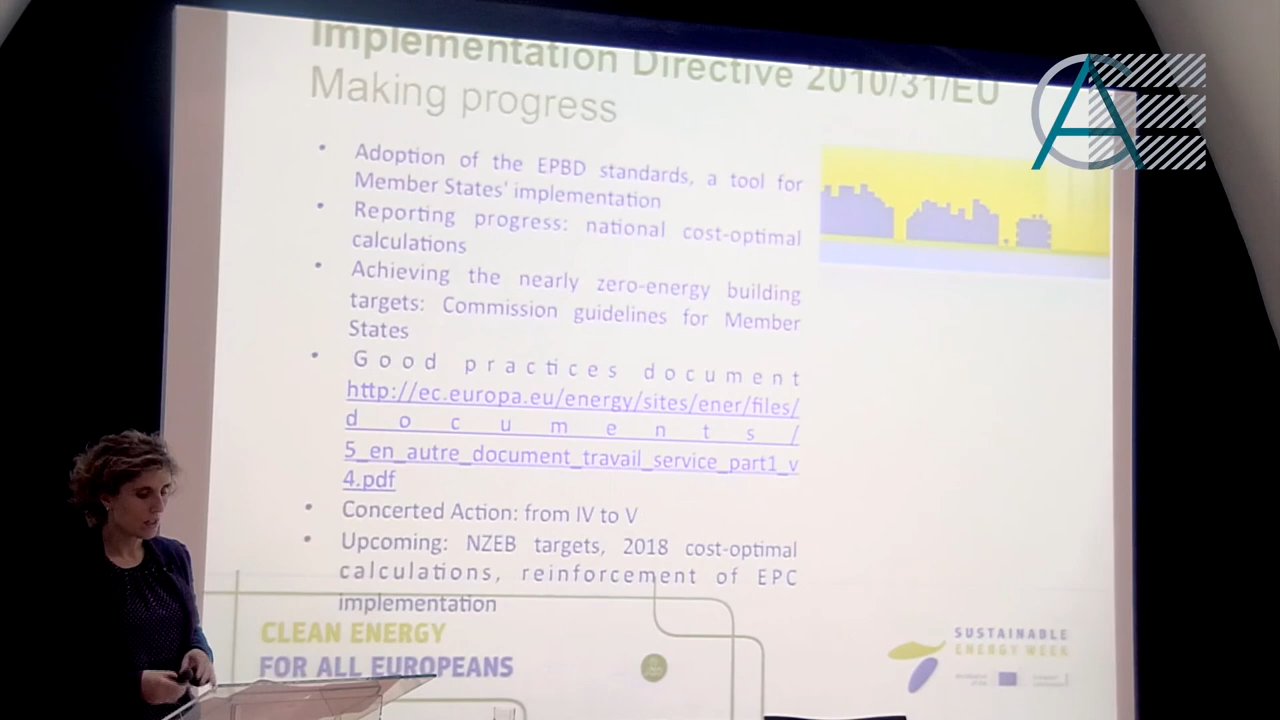 Implementation Directive 2010/31/EU
Making progress
• Adoption of the EPBD standards, a tool for
Member States' implementation
• Reporting progress: national cost-optimal
calculations
• Achieving the nearly zero-energy building
targets: Commission guidelines for Member
States
• Good practices document
http://ec.europa.eu/energy/sites/ener/files/
documents/
5_en_autre_document_travail_service_part1_v
4.pdf
• Concerted Action: from IV to V
• Upcoming: NZEB targets, 2018 cost-optimal
calculations, reinforcement of EPC
implementation
CLEAN ENERGY
FOR ALL EUROPEANS
SUSTAINABLE
ENERGY WEEK
ACE